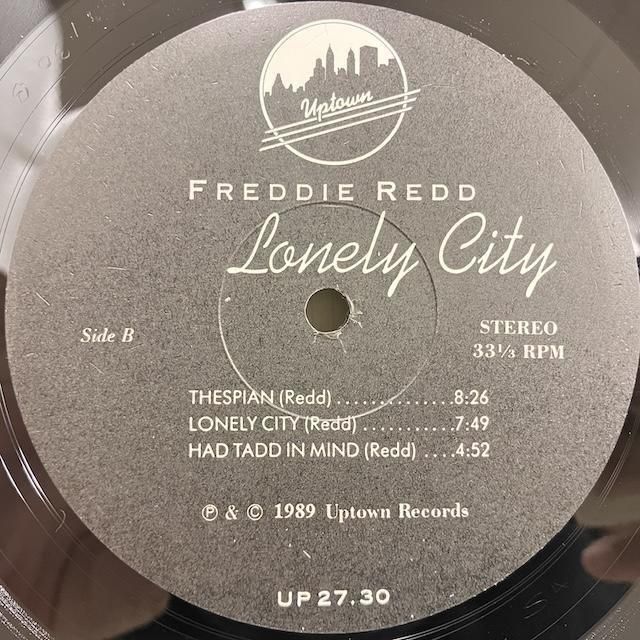 Uptown
FREDDIE REDD
Lonely City
Side B
STEREO
33⅓ RPM
THESPIAN (Redd) ..............8:26
LONELY CITY (Redd) ...........7:49
HAD TADD IN MIND (Redd) ....4:52
℗ & © 1989 Uptown Records
UP 27.30